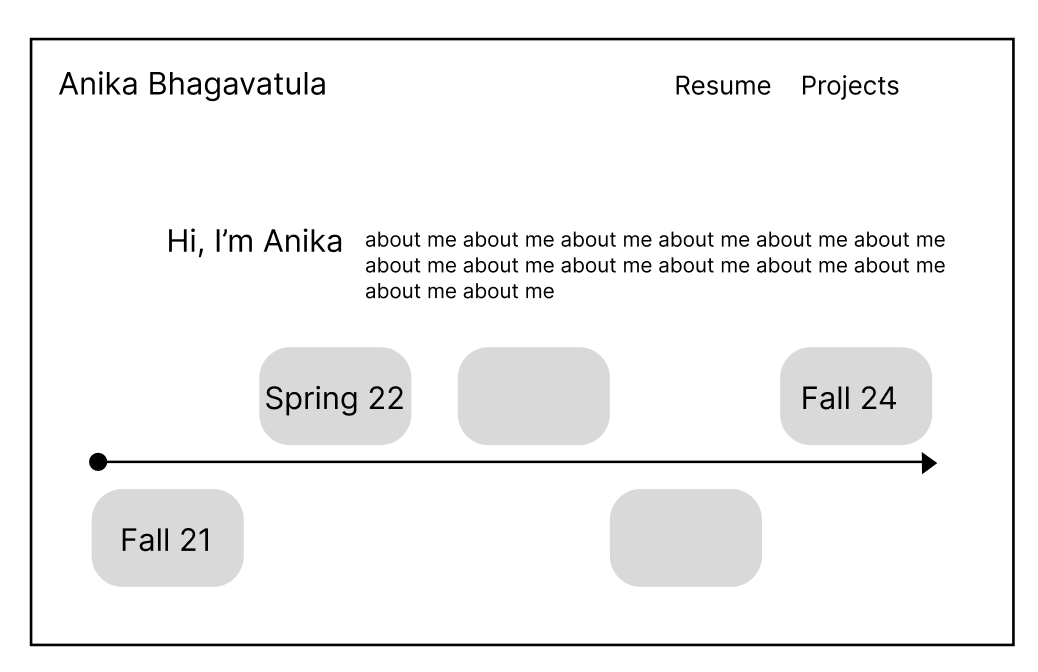 Anika Bhagavatula
Resume Projects
Hi, I'm Anika
about me about me about me about me about me about me
about me about me about me about me about me about me
about me about me
Spring 22
Fall 24
Fall 21